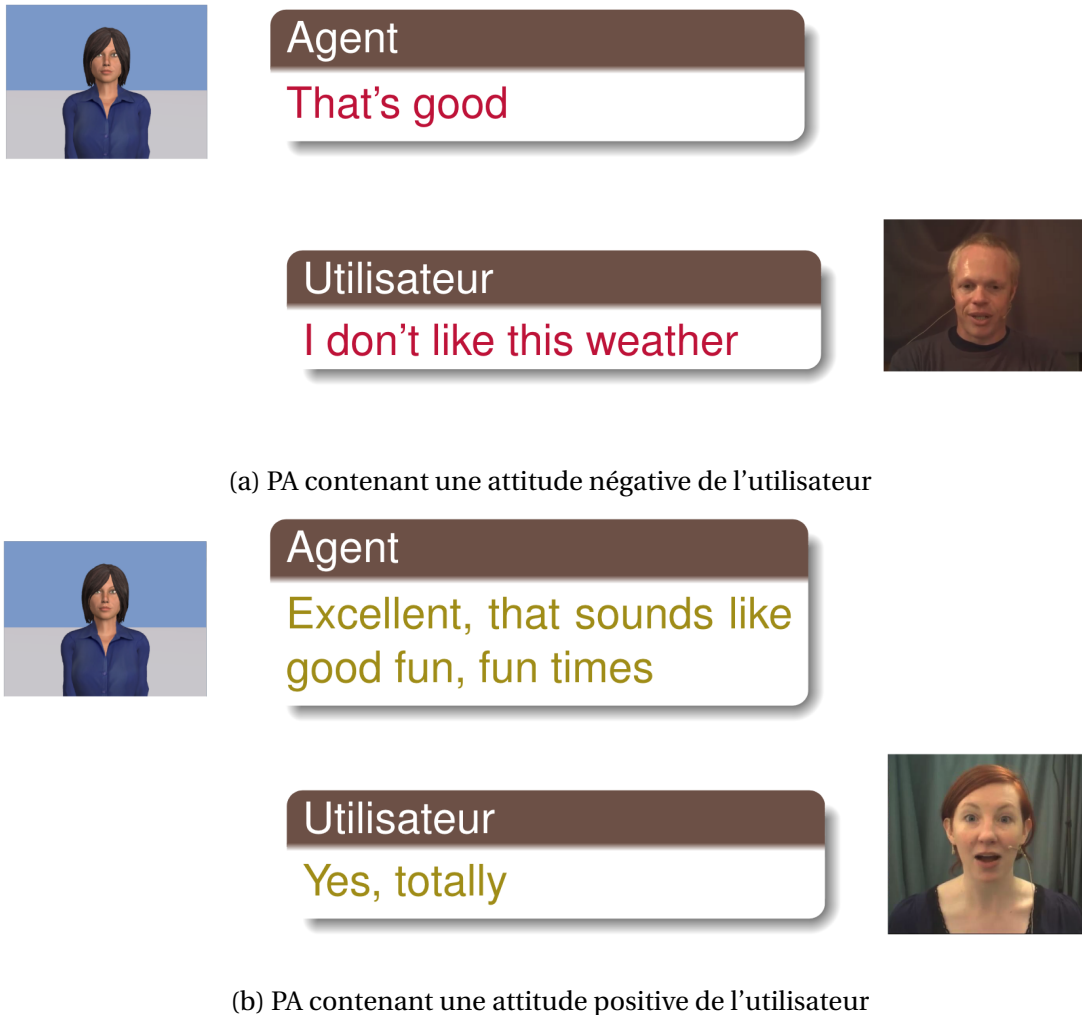 Agent
That's good
Utilisateur
I don't like this weather
(a) PA contenant une attitude négative de l'utilisateur
Agent
Excellent, that sounds like
good fun, fun times
Utilisateur
Yes, totally
(b) PA contenant une attitude positive de l'utilisateur